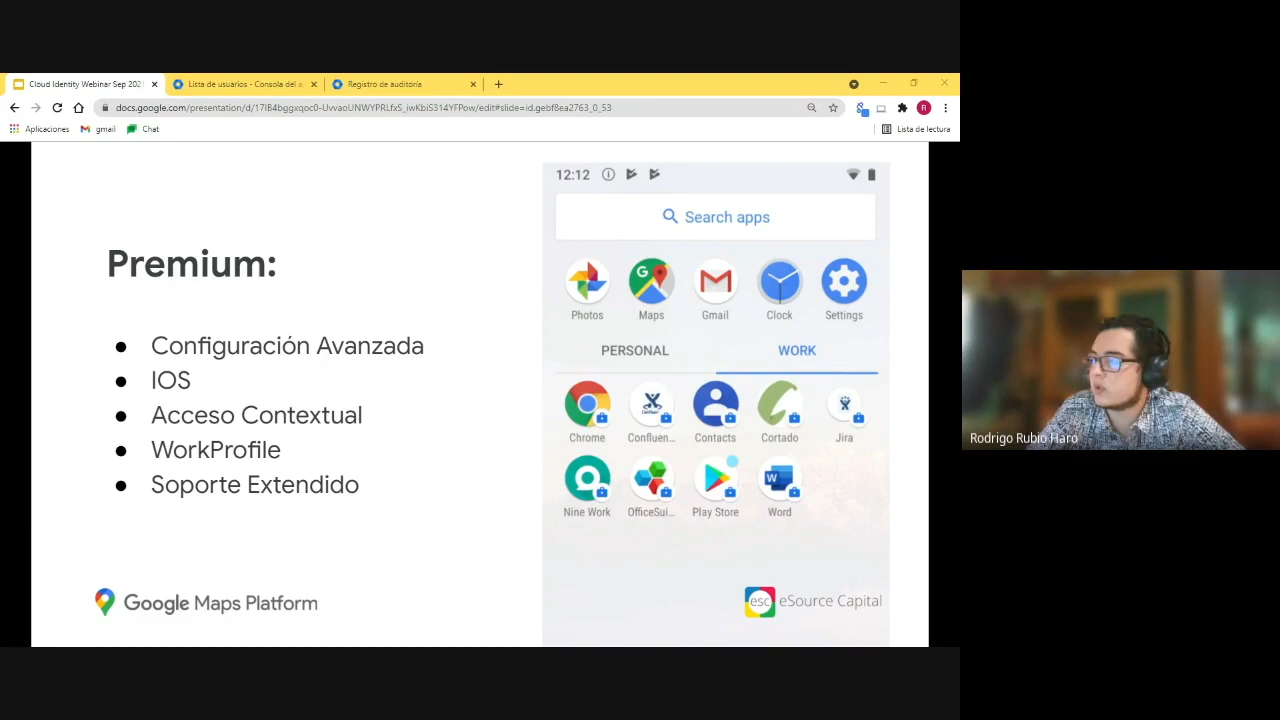 Cloud Identity Webinar Sep 202
Lista de usuarios - Consola del a
Registro de auditoría
docs.google.com/presentation/d/17IB4bggxqoc0-UvvaoUNWYPRLfxS_iwKbiS314YFPow/edit#slide=id.gebf8ea2763_0_53
R
Aplicaciones
gmail
Chat
Lista de lectura
Premium:
Configuración Avanzada
IOS
Acceso Contextual
WorkProfile
Soporte Extendido
Google Maps Platform
12:12
Search apps
Photos
Maps
Gmail
Clock
Settings
PERSONAL
WORK
Chrome
Confluen...
Contacts
Cortado
Jira
Nine Work
OfficeSui...
Play Store
Word
esc eSource Capital
Rodrigo Rubio Haro